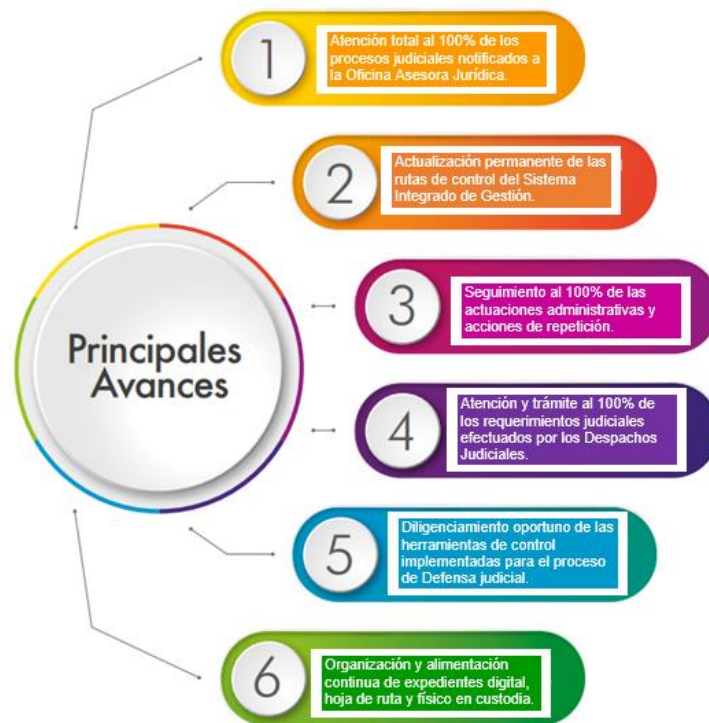 1
Atención total al 100% de los
procesos judiciales notificados a
la Oficina Asesora Jurídica.
2
Actualización permanente de las
rutas de control del Sistema
Integrado de Gestión.
3
Seguimiento al 100% de las
actuaciones administrativas y
acciones de repetición.
Principales
Avances
4
Atención y trámite al 100% de
los requerimientos judiciales
efectuados por los Despachos
Judiciales.
5
Diligenciamiento oportuno de las
herramientas de control
implementadas para el proceso
de Defensa judicial.
6
Organización y alimentación
continua de expedientes digital,
hoja de ruta y físico en custodia.